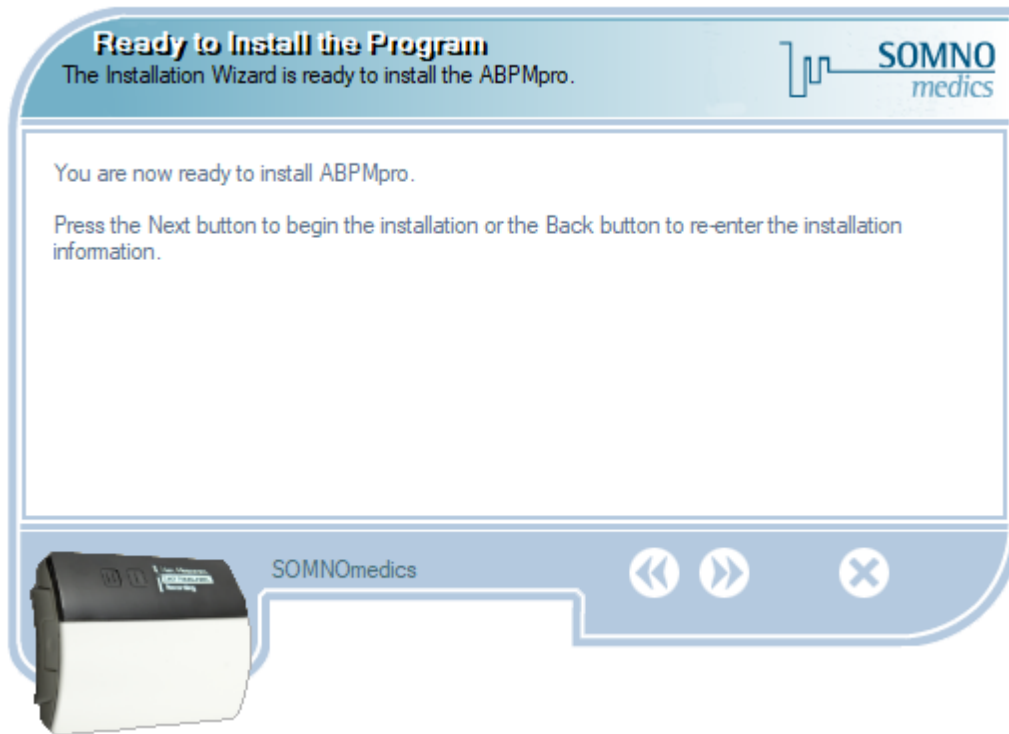 Ready to Install the Program
The Installation Wizard is ready to install the ABPMpro.
SOMNO
medics
You are now ready to install ABPMpro.
Press the Next button to begin the installation or the Back button to re-enter the installation
information.
SOMNOmedics